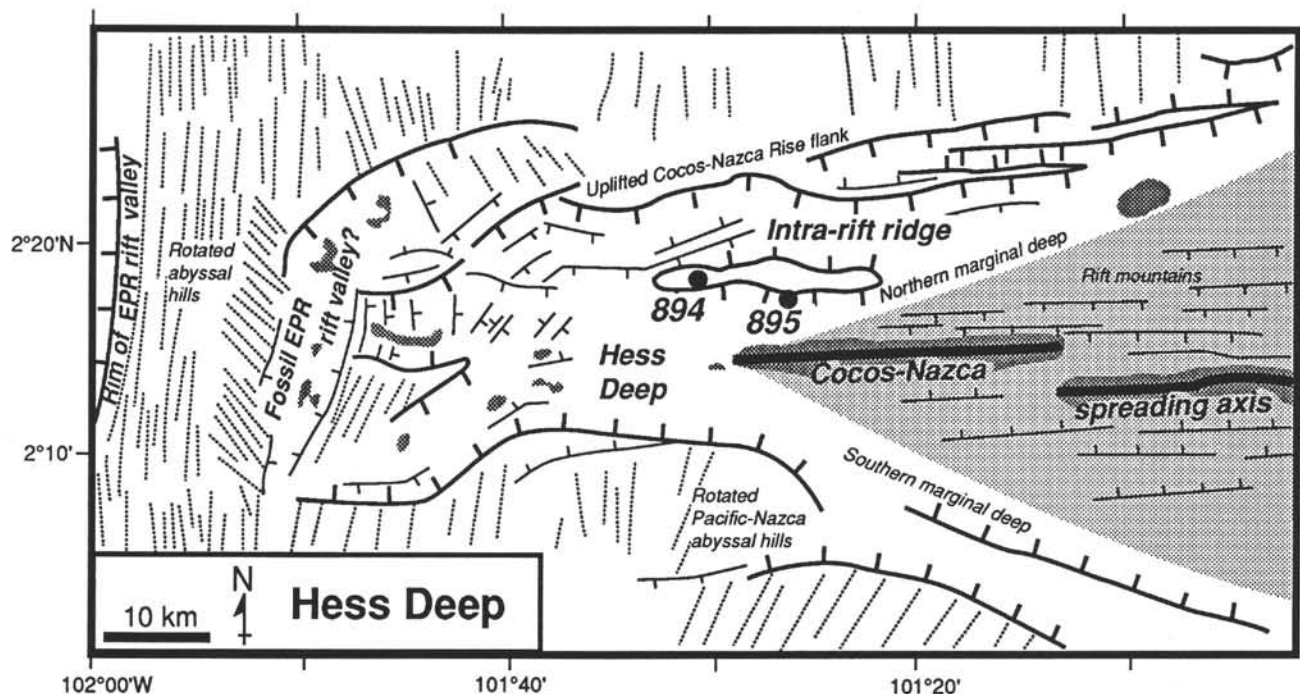 Rim of EPR rift valley
Rotated
abyssal
hills
Fossil EPR
rift valley?
Uplifted Cocos-Nazca Rise flank
Intra-rift ridge
Northern marginal deep
Rift mountains
894
895
Hess
Deep
Cocos-Nazca
spreading axis
Southern marginal deep
Rotated
Pacific-Nazca
abyssal hills
2°20'N
2°10'
10 km
N
Hess Deep
102°00'W
101°40'
101°20'